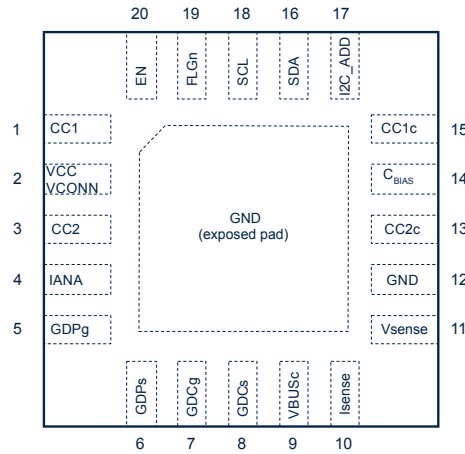 20 19 18 16 17
EN FLGn SCL SDA I2C_ADD
1 CC1 CC1c 15
2 VCC VCONN C_BIAS 14
3 CC2 CC2c 13
GND
(exposed pad)
4 IANA GND 12
5 GDPg Vsense 11
GDPs GDCg GDCs VBUSc Isense
6 7 8 9 10